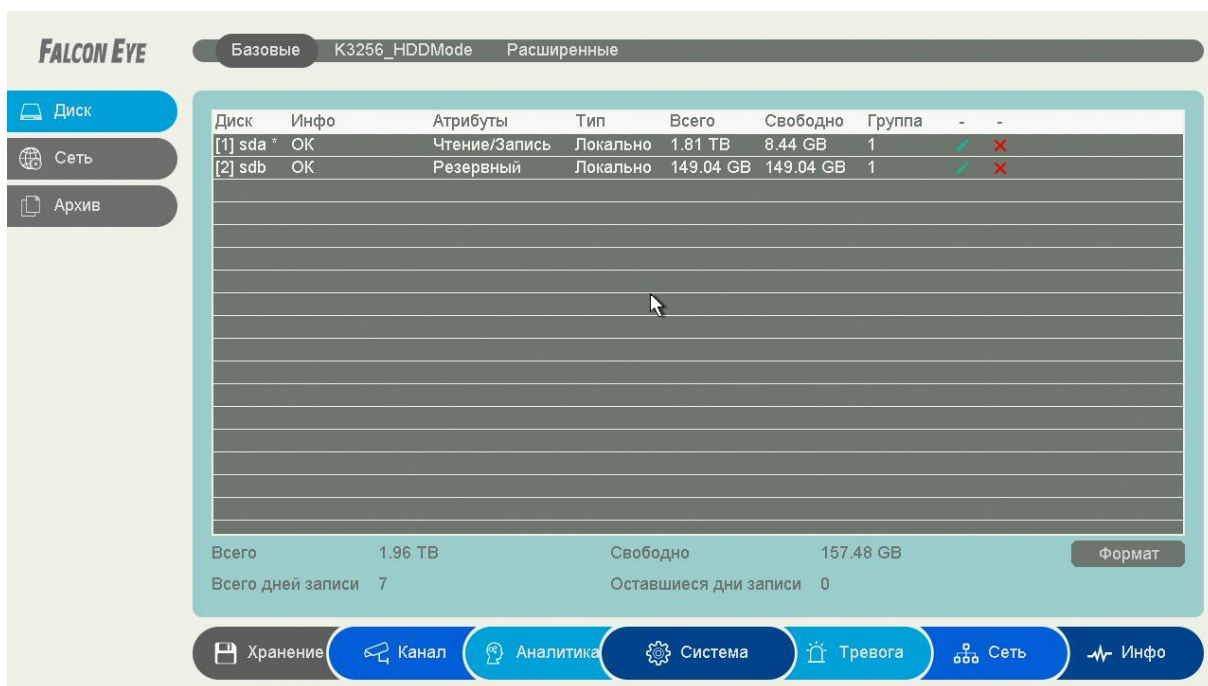 FALCON EYE
Базовые K3256_HDDMode Расширенные
Диск
Сеть
Архив
Диск Инфо Атрибуты Тип Всего Свободно Группа - -
[1] sda * ОК Чтение/Запись Локально 1.81 TB 8.44 GB 1
[2] sdb ОК Резервный Локально 149.04 GB 149.04 GB 1
Всего 1.96 TB Свободно 157.48 GB Формат
Всего дней записи 7 Оставшиеся дни записи 0
Хранение Канал Аналитика Система Тревога Сеть Инфо